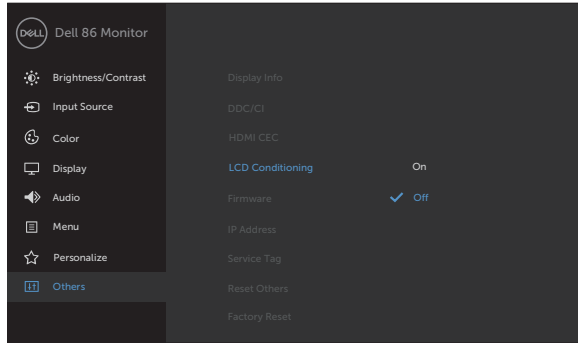 DELL
Dell 86 Monitor
Brightness/Contrast
Input Source
Color
Display
Audio
Menu
Personalize
Others
Display Info
DDC/CI
HDMI CEC
LCD Conditioning On
Firmware Off
IP Address
Service Tag
Reset Others
Factory Reset